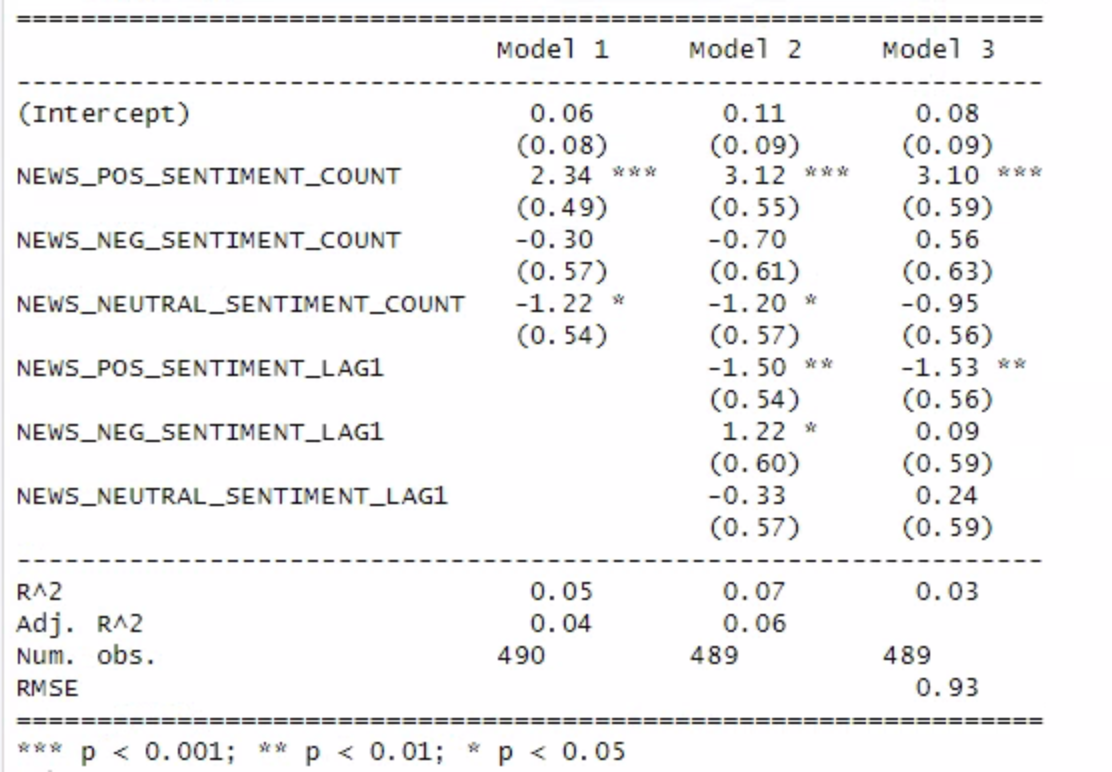 =================================================================
                              Model 1     Model 2     Model 3
-----------------------------------------------------------------
(Intercept)                     0.06        0.11        0.08
                               (0.08)      (0.09)      (0.09)
NEWS_POS_SENTIMENT_COUNT        2.34 ***    3.12 ***    3.10 ***
                               (0.49)      (0.55)      (0.59)
NEWS_NEG_SENTIMENT_COUNT       -0.30       -0.70        0.56
                               (0.57)      (0.61)      (0.63)
NEWS_NEUTRAL_SENTIMENT_COUNT   -1.22 *     -1.20 *     -0.95
                               (0.54)      (0.57)      (0.56)
NEWS_POS_SENTIMENT_LAG1                    -1.50 **    -1.53 **
                                           (0.54)      (0.56)
NEWS_NEG_SENTIMENT_LAG1                     1.22 *      0.09
                                           (0.60)      (0.59)
NEWS_NEUTRAL_SENTIMENT_LAG1                -0.33        0.24
                                           (0.57)      (0.59)
-----------------------------------------------------------------
R^2                             0.05        0.07        0.03
Adj. R^2                        0.04        0.06
Num. obs.                     490         489         489
RMSE                                                    0.93
=================================================================
*** p < 0.001; ** p < 0.01; * p < 0.05